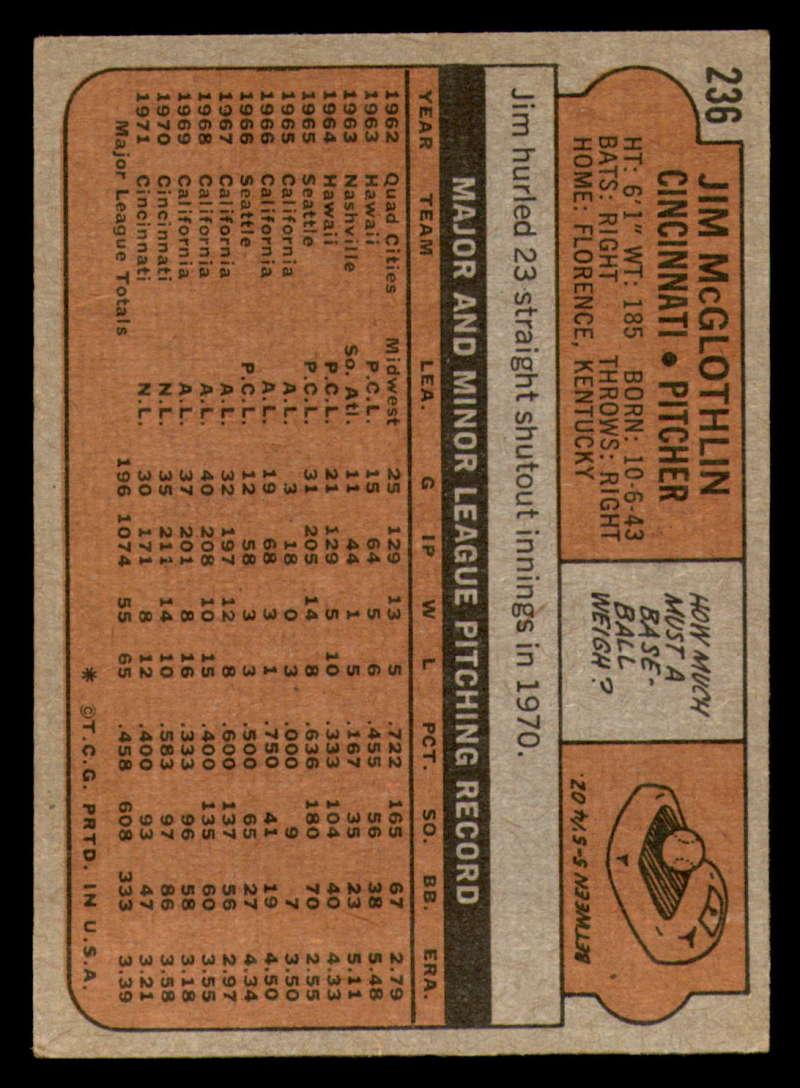 236
JIM McGLOTHLIN
CINCINNATI • PITCHER
HT: 6'1" WT: 185 BORN: 10-6-43
BATS: RIGHT THROWS: RIGHT
HOME: FLORENCE, KENTUCKY
HOW MUCH
MUST A
BASE-
BALL
WEIGH?
BETWEEN 5-5 1/4 OZ.
Jim hurled 23 straight shutout innings in 1970.
MAJOR AND MINOR LEAGUE PITCHING RECORD
YEAR TEAM LEA. G IP W L PCT. SO. BB. ERA.
1962 Quad Cities Midwest 25 129 13 5 .722 165 67 2.79
1963 Hawaii P.C.L. 15 64 5 6 .455 56 38 5.48
1963 Nashville So. Atl. 11 44 1 5 .167 35 23 5.11
1964 Hawaii P.C.L. 21 129 5 10 .333 104 40 4.33
1965 Seattle P.C.L. 31 205 14 8 .636 180 70 2.55
1965 California A.L. 3 18 0 3 .000 9 7 3.50
1966 California A.L. 19 68 3 1 .750 41 19 4.50
1966 Seattle P.C.L. 12 58 3 3 .500 65 27 4.34
1967 California A.L. 32 197 12 8 .600 137 56 2.97
1968 California A.L. 40 208 10 15 .400 135 60 3.55
1969 California A.L. 37 201 8 16 .333 96 58 3.18
1970 Cincinnati N.L. 35 211 14 10 .583 97 86 3.58
1971 Cincinnati N.L. 30 171 8 12 .400 93 47 3.21
Major League Totals 196 1074 55 65 .458 608 333 3.39
* ©T.C.G. PRTD. IN U.S.A.